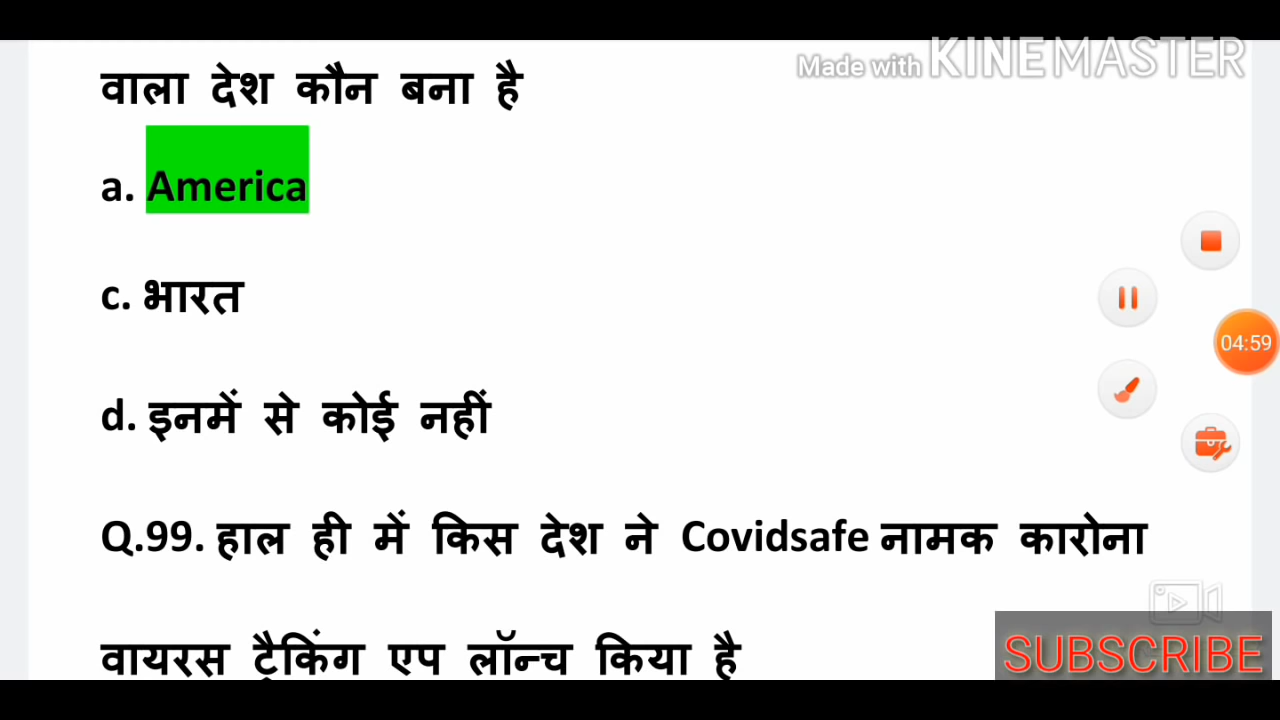 Made with KINEMASTER
वाला देश कौन बना है
a. America
c. भारत
04:59
d. इनमें से कोई नहीं
Q.99. हाल ही में किस देश ने Covidsafe नामक कारोना
वायरस ट्रैकिंग एप लॉन्च किया है
SUBSCRIBE